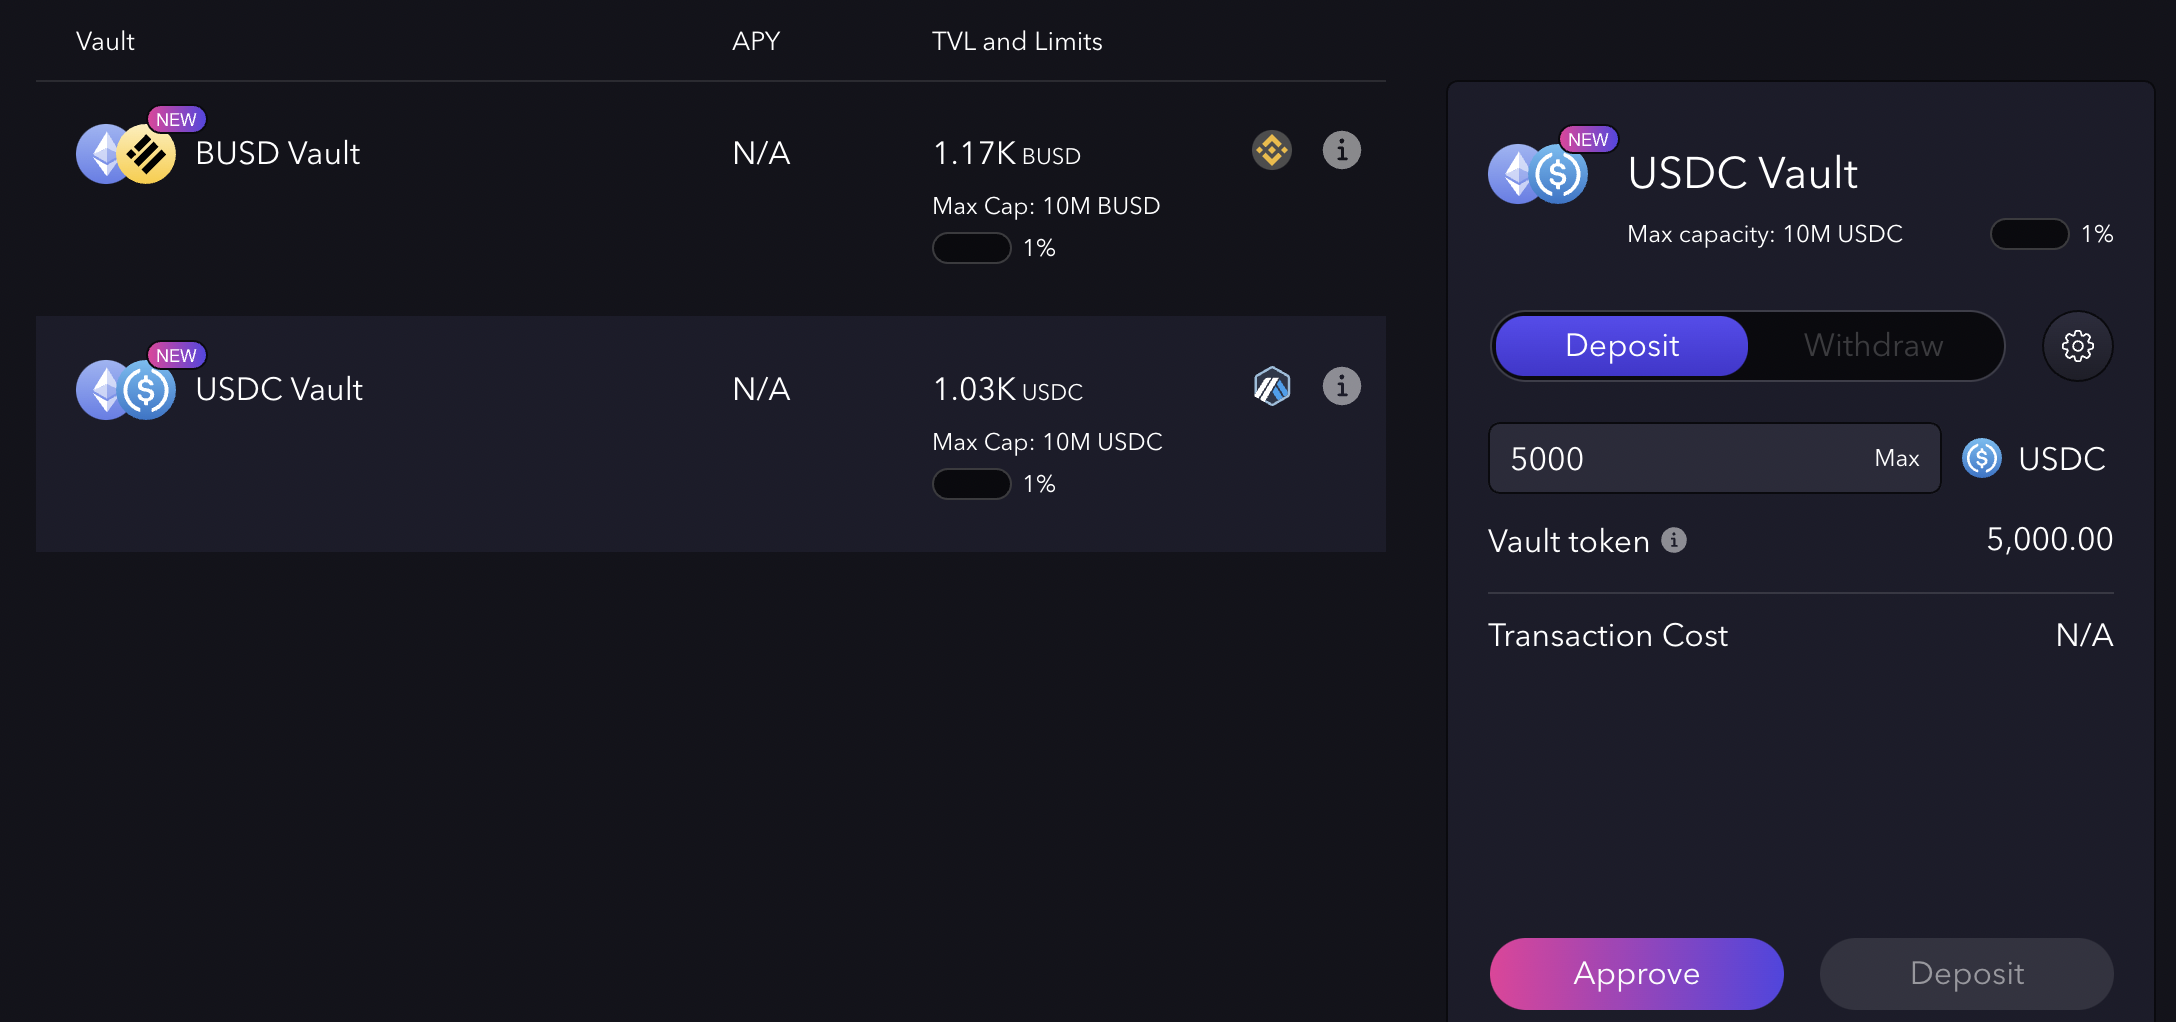 Vault APY TVL and Limits
NEW
BUSD Vault N/A 1.17K BUSD
Max Cap: 10M BUSD
1%
NEW
USDC Vault N/A 1.03K USDC
Max Cap: 10M USDC
1%
NEW
USDC Vault
Max capacity: 10M USDC 1%
Deposit Withdraw
5000 Max USDC
Vault token 5,000.00
Transaction Cost N/A
Approve Deposit